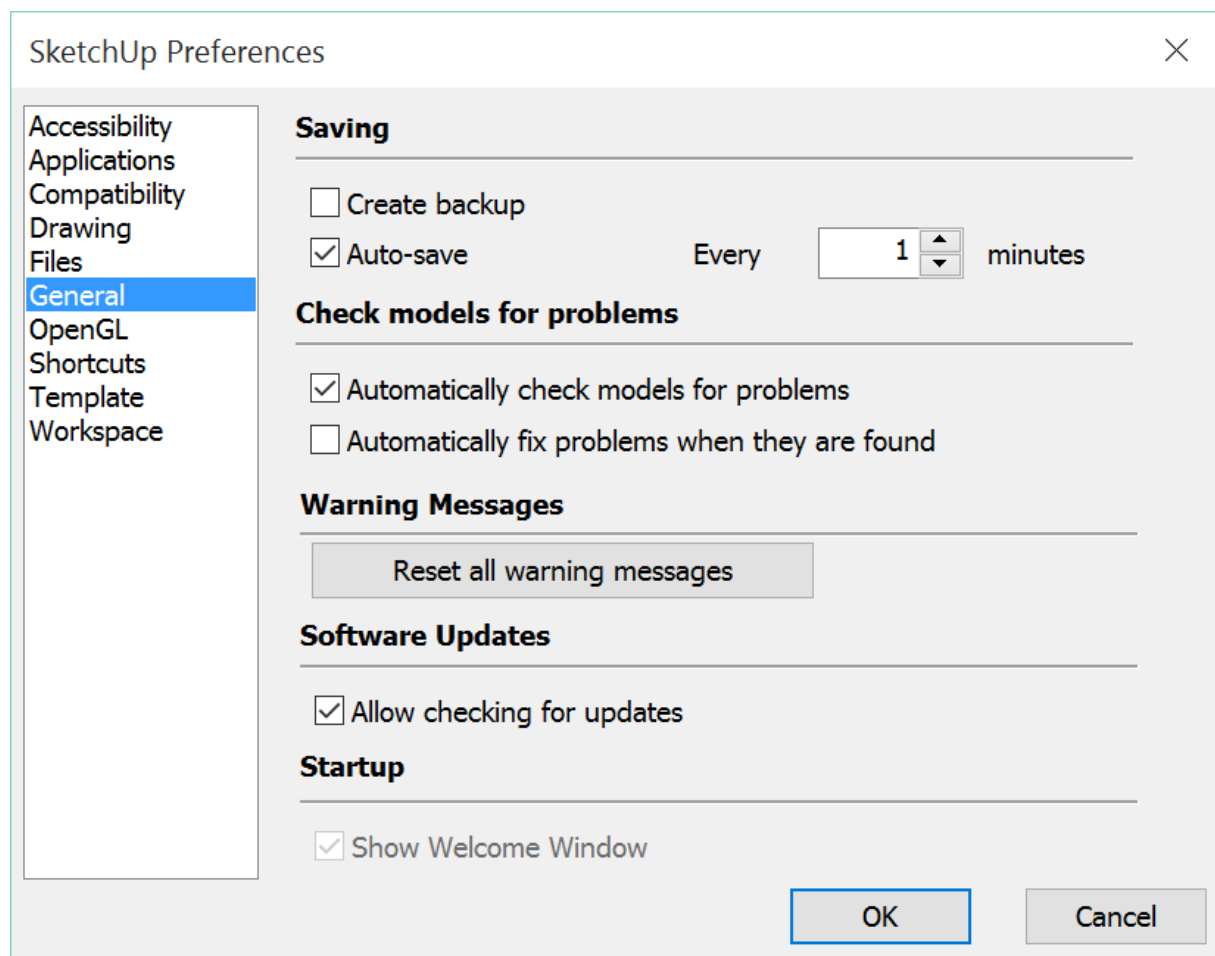 SketchUp Preferences
Accessibility
Applications
Compatibility
Drawing
Files
General
OpenGL
Shortcuts
Template
Workspace
Saving
Create backup
Auto-save Every 1 minutes
Check models for problems
Automatically check models for problems
Automatically fix problems when they are found
Warning Messages
Reset all warning messages
Software Updates
Allow checking for updates
Startup
Show Welcome Window
OK Cancel